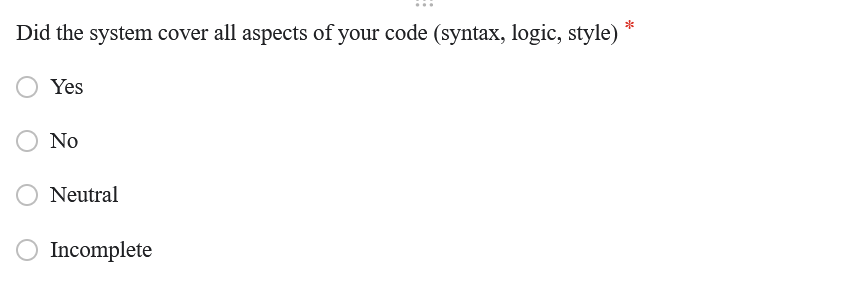 Did the system cover all aspects of your code (syntax, logic, style) *
Yes
No
Neutral
Incomplete